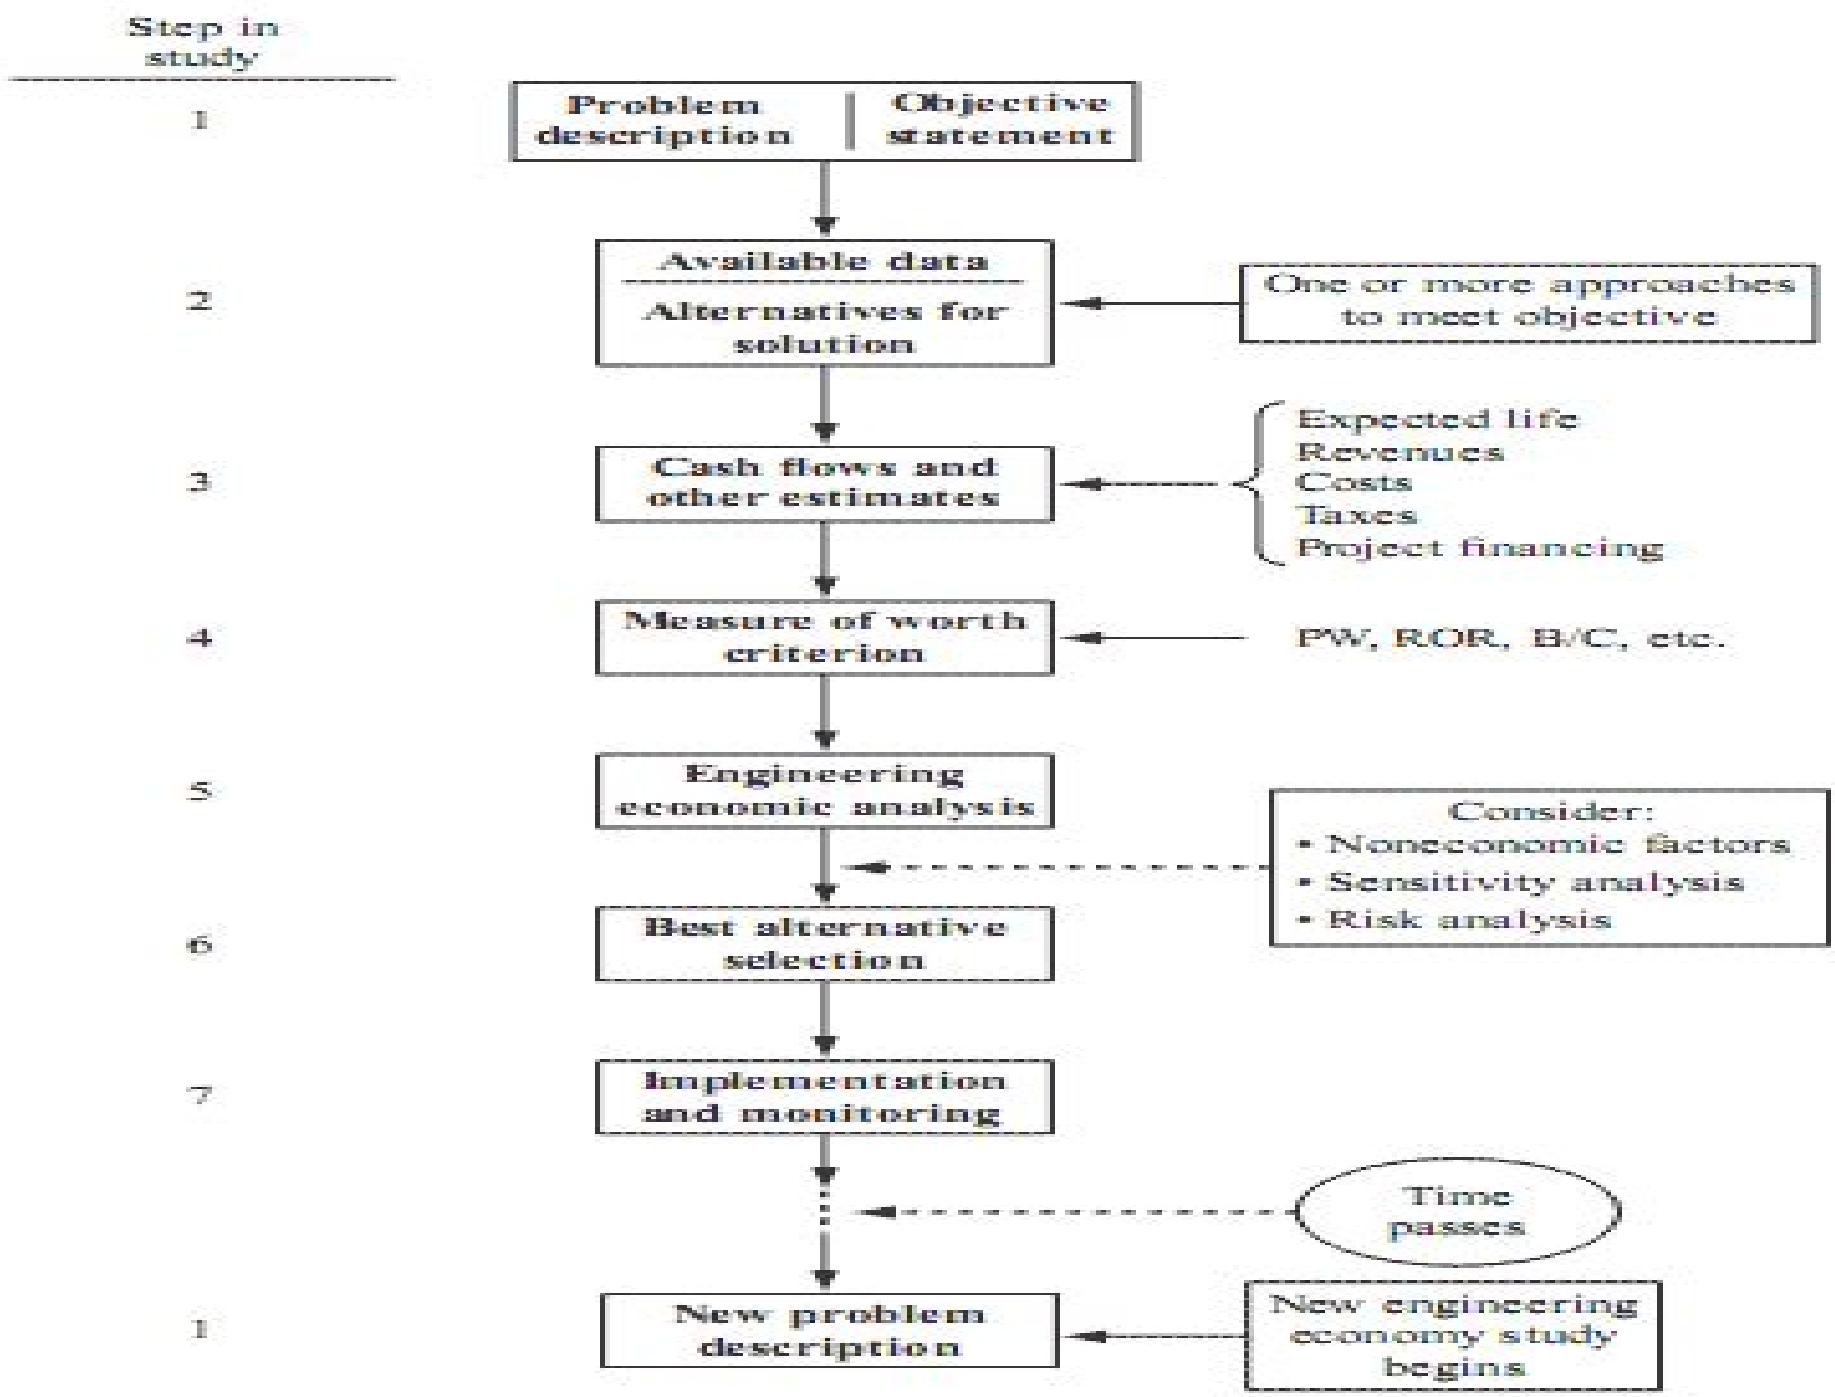 Step in
study
1
Problem
description
Objective
statement
2
Available data
Alternatives for
solution
One or more approaches
to meet objective
3
Cash flows and
other estimates
Expected life
Revenues
Costs
Taxes
Project financing
4
Measure of worth
criterion
PW, ROR, B/C, etc.
5
Engineering
economic analysis
Consider:
• Noneconomic factors
• Sensitivity analysis
• Risk analysis
6
Best alternative
selection
7
Implementation
and monitoring
Time
passes
1
New problem
description
New engineering
economy study
begins